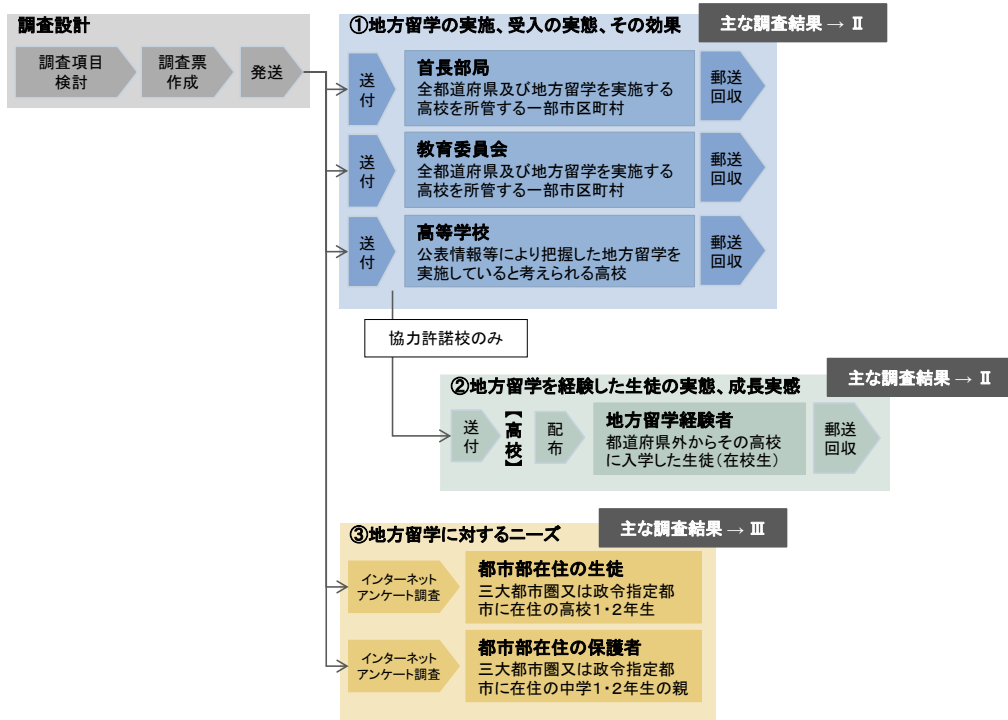 調査設計
調査項目
検討
調査票
作成
発送
①地方留学の実施、受入の実態、その効果
主な調査結果 → Ⅱ
送
付
首長部局
全都道府県及び地方留学を実施する
高校を所管する一部市区町村
郵送
回収
送
付
教育委員会
全都道府県及び地方留学を実施する
高校を所管する一部市区町村
郵送
回収
送
付
高等学校
公表情報等により把握した地方留学を
実施していると考えられる高校
郵送
回収
協力許諾校のみ
②地方留学を経験した生徒の実態、成長実感
主な調査結果 → Ⅱ
送
付
【高校】
配
布
地方留学経験者
都道府県外からその高校
に入学した生徒(在校生)
郵送
回収
③地方留学に対するニーズ
主な調査結果 → Ⅲ
インターネット
アンケート調査
都市部在住の生徒
三大都市圏又は政令指定都
市に在住の高校1・2年生
インターネット
アンケート調査
都市部在住の保護者
三大都市圏又は政令指定都
市に在住の中学1・2年生の親